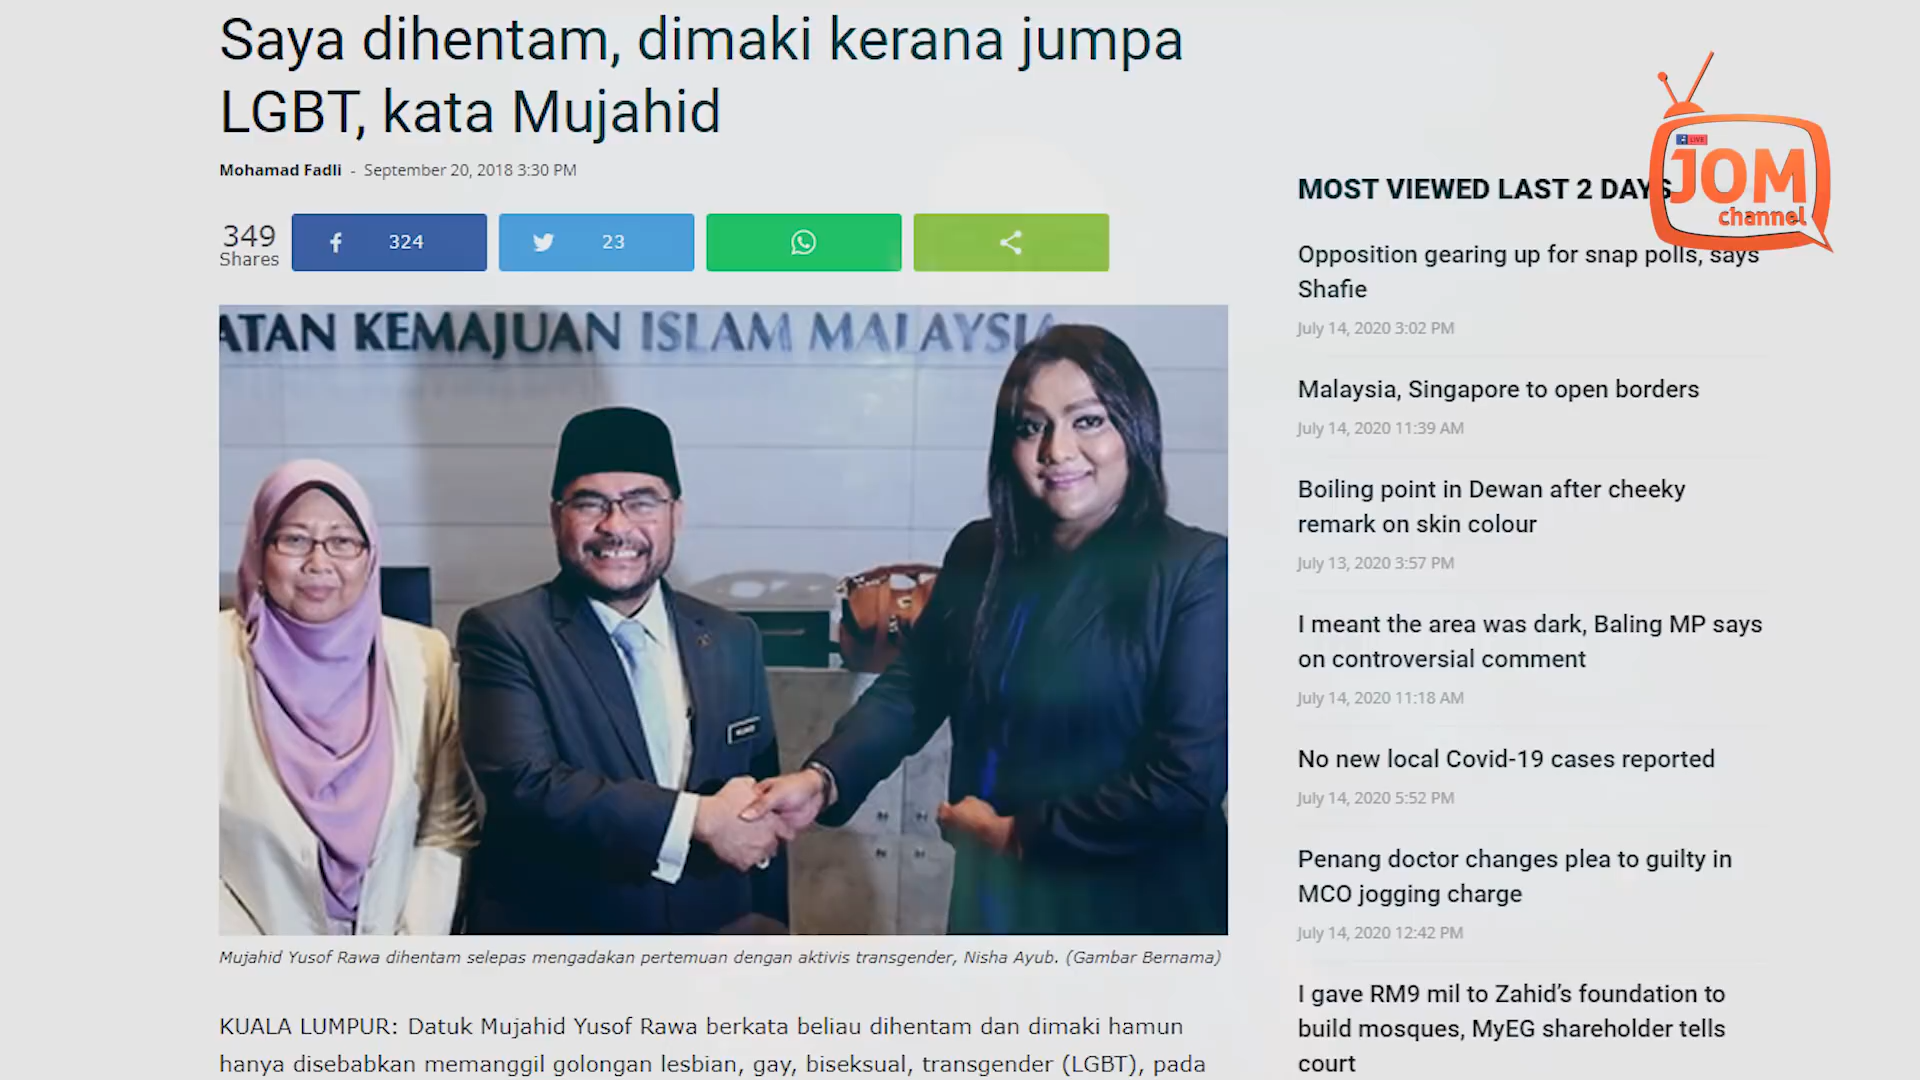 Saya dihentam, dimaki kerana jumpa
LGBT, kata Mujahid
Mohamad Fadli - September 20, 2018 3:30 PM
349
Shares
324
23
ATAN KEMAJUAN ISLAM MALAYSIA
Mujahid Yusof Rawa dihentam selepas mengadakan pertemuan dengan aktivis transgender, Nisha Ayub. (Gambar Bernama)
KUALA LUMPUR: Datuk Mujahid Yusof Rawa berkata beliau dihentam dan dimaki hamun
hanya disebabkan memanggil golongan lesbian, gay, biseksual, transgender (LGBT), pada
LIVE
JOM
channel
MOST VIEWED LAST 2 DAYS
Opposition gearing up for snap polls, says
Shafie
July 14, 2020 3:02 PM
Malaysia, Singapore to open borders
July 14, 2020 11:39 AM
Boiling point in Dewan after cheeky
remark on skin colour
July 13, 2020 3:57 PM
I meant the area was dark, Baling MP says
on controversial comment
July 14, 2020 11:18 AM
No new local Covid-19 cases reported
July 14, 2020 5:52 PM
Penang doctor changes plea to guilty in
MCO jogging charge
July 14, 2020 12:42 PM
I gave RM9 mil to Zahid's foundation to
build mosques, MyEG shareholder tells
court